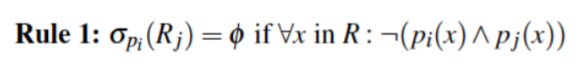 Rule 1: σ_{p_i}(R_j) = ϕ if ∀x in R : ¬(p_i(x) ∧ p_j(x))